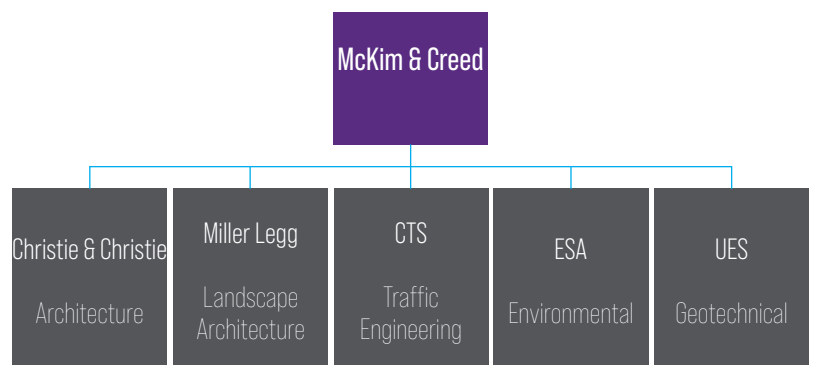 McKim & Creed
Christie & Christie
Architecture
Miller Legg
Landscape
Architecture
CTS
Traffic
Engineering
ESA
Environmental
UES
Geotechnical